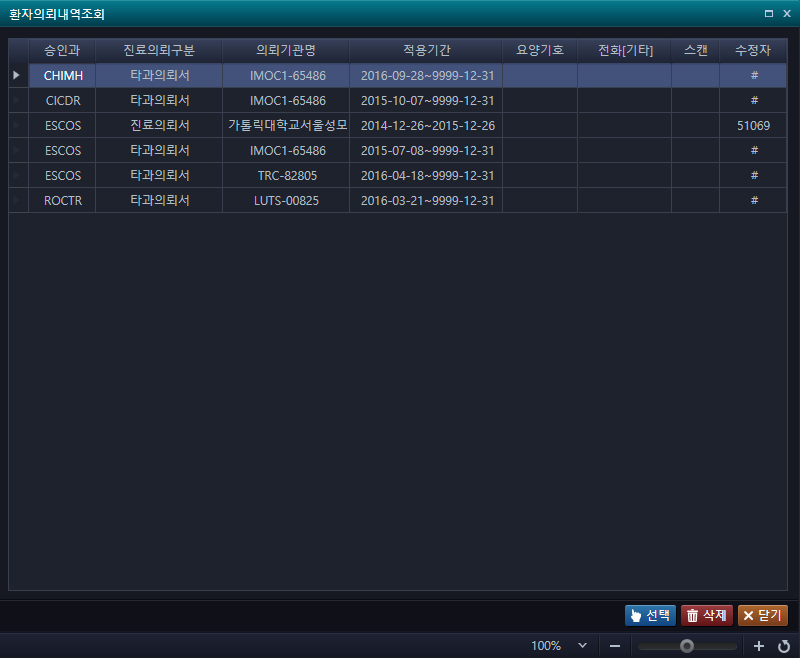 환자의뢰내역조회
승인과 진료의뢰구분 의뢰기관명 적용기간 요양기호 전화[기타] 스캔 수정자
CHIMH 타과의뢰서 IMOC1-65486 2016-09-28~9999-12-31 #
CICDR 타과의뢰서 IMOC1-65486 2015-10-07~9999-12-31 #
ESCOS 진료의뢰서 가톨릭대학교서울성모 2014-12-26~2015-12-26 51069
ESCOS 타과의뢰서 IMOC1-65486 2015-07-08~9999-12-31 #
ESCOS 타과의뢰서 TRC-82805 2016-04-18~9999-12-31 #
ROCTR 타과의뢰서 LUTS-00825 2016-03-21~9999-12-31 #
선택 삭제 닫기
100%